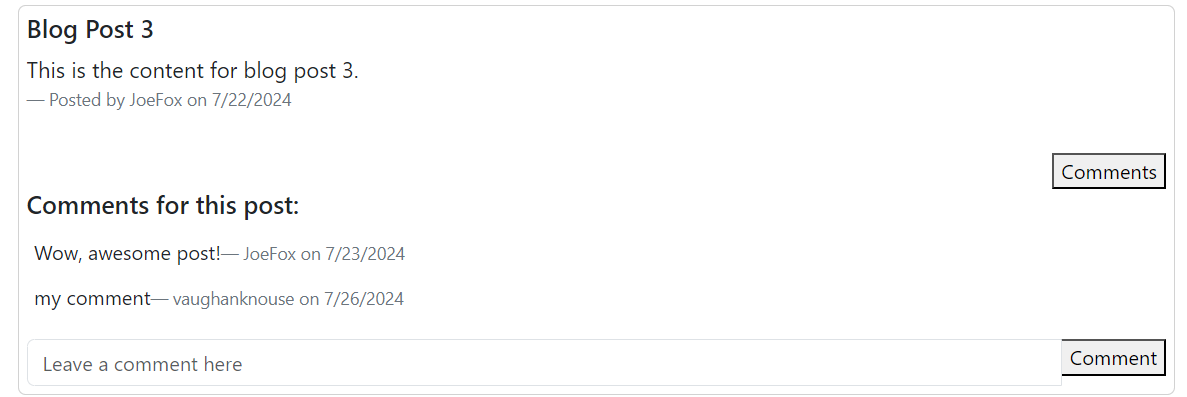 Blog Post 3
This is the content for blog post 3.
— Posted by JoeFox on 7/22/2024
Comments
Comments for this post:
Wow, awesome post!— JoeFox on 7/23/2024
my comment— vaughanknouse on 7/26/2024
Leave a comment here
Comment